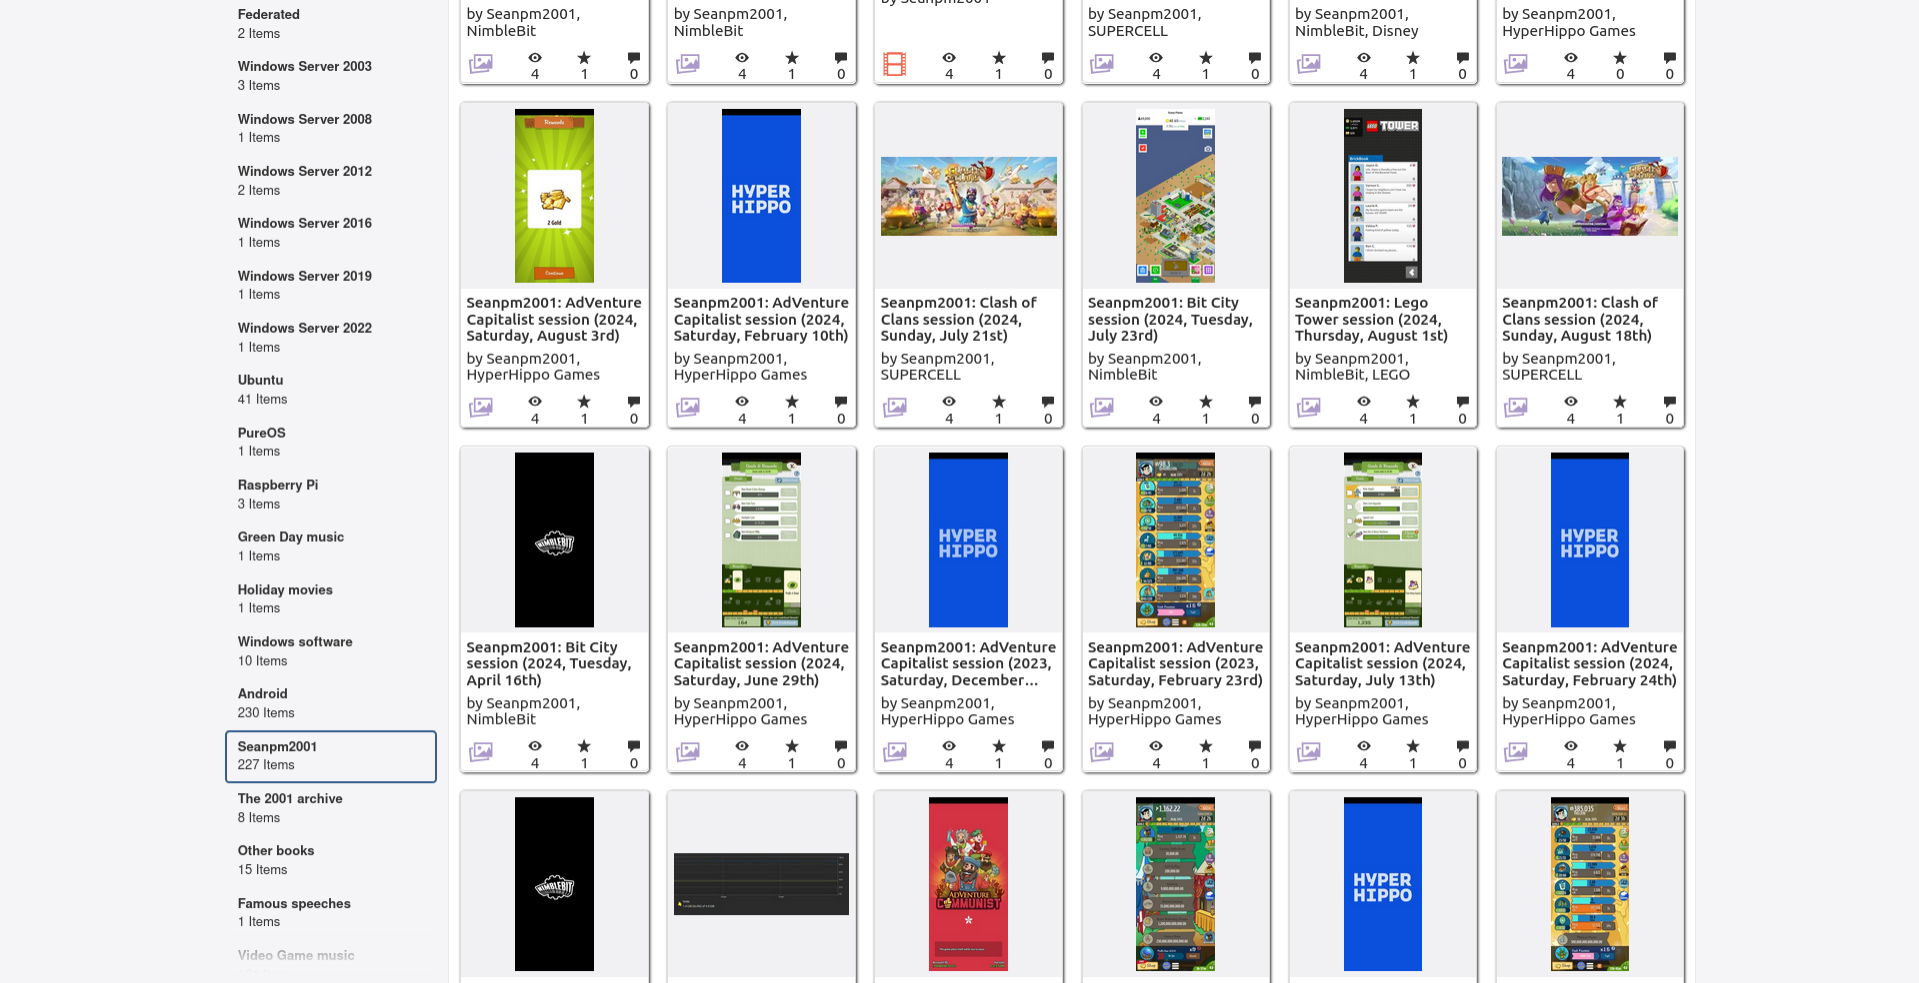 Federated
2 Items
Windows Server 2003
3 Items
Windows Server 2008
1 Items
Windows Server 2012
2 Items
Windows Server 2016
1 Items
Windows Server 2019
1 Items
Windows Server 2022
1 Items
Ubuntu
41 Items
PureOS
1 Items
Raspberry Pi
3 Items
Green Day music
1 Items
Holiday movies
1 Items
Windows software
10 Items
Android
230 Items
Seanpm2001
227 Items
The 2001 archive
8 Items
Other books
15 Items
Famous speeches
1 Items
Video Game music
by Seanpm2001,
NimbleBit
4 1 0
by Seanpm2001,
NimbleBit
4 1 0
by Seanpm2001
4 1 0
by Seanpm2001,
SUPERCELL
4 1 0
by Seanpm2001,
NimbleBit, Disney
4 1 0
by Seanpm2001,
HyperHippo Games
4 0 0
Rewards
2 Gold
Continue
Seanpm2001: AdVenture
Capitalist session (2024,
Saturday, August 3rd)
by Seanpm2001,
HyperHippo Games
4 1 0
HYPER
HIPPO
Seanpm2001: AdVenture
Capitalist session (2024,
Saturday, February 10th)
by Seanpm2001,
HyperHippo Games
4 1 0
Seanpm2001: Clash of
Clans session (2024,
Sunday, July 21st)
by Seanpm2001,
SUPERCELL
4 1 0
Seanpm2001: Bit City
session (2024, Tuesday,
July 23rd)
by Seanpm2001,
NimbleBit
4 1 0
LEGO TOWER
BrickBook
Seanpm2001: Lego
Tower session (2024,
Thursday, August 1st)
by Seanpm2001,
NimbleBit, LEGO
4 1 0
Seanpm2001: Clash of
Clans session (2024,
Sunday, August 18th)
by Seanpm2001,
SUPERCELL
4 1 0
NIMBLEBIT
Seanpm2001: Bit City
session (2024, Tuesday,
April 16th)
by Seanpm2001,
NimbleBit
4 1 0
Seanpm2001: AdVenture
Capitalist session (2024,
Saturday, June 29th)
by Seanpm2001,
HyperHippo Games
4 1 0
HYPER
HIPPO
Seanpm2001: AdVenture
Capitalist session (2023,
Saturday, December...
by Seanpm2001,
HyperHippo Games
4 1 0
Seanpm2001: AdVenture
Capitalist session (2023,
Saturday, February 23rd)
by Seanpm2001,
HyperHippo Games
4 1 0
Seanpm2001: AdVenture
Capitalist session (2024,
Saturday, July 13th)
by Seanpm2001,
HyperHippo Games
4 1 0
HYPER
HIPPO
Seanpm2001: AdVenture
Capitalist session (2024,
Saturday, February 24th)
by Seanpm2001,
HyperHippo Games
4 1 0
NIMBLEBIT
ADVENTURE
COMMUNIST
HYPER
HIPPO